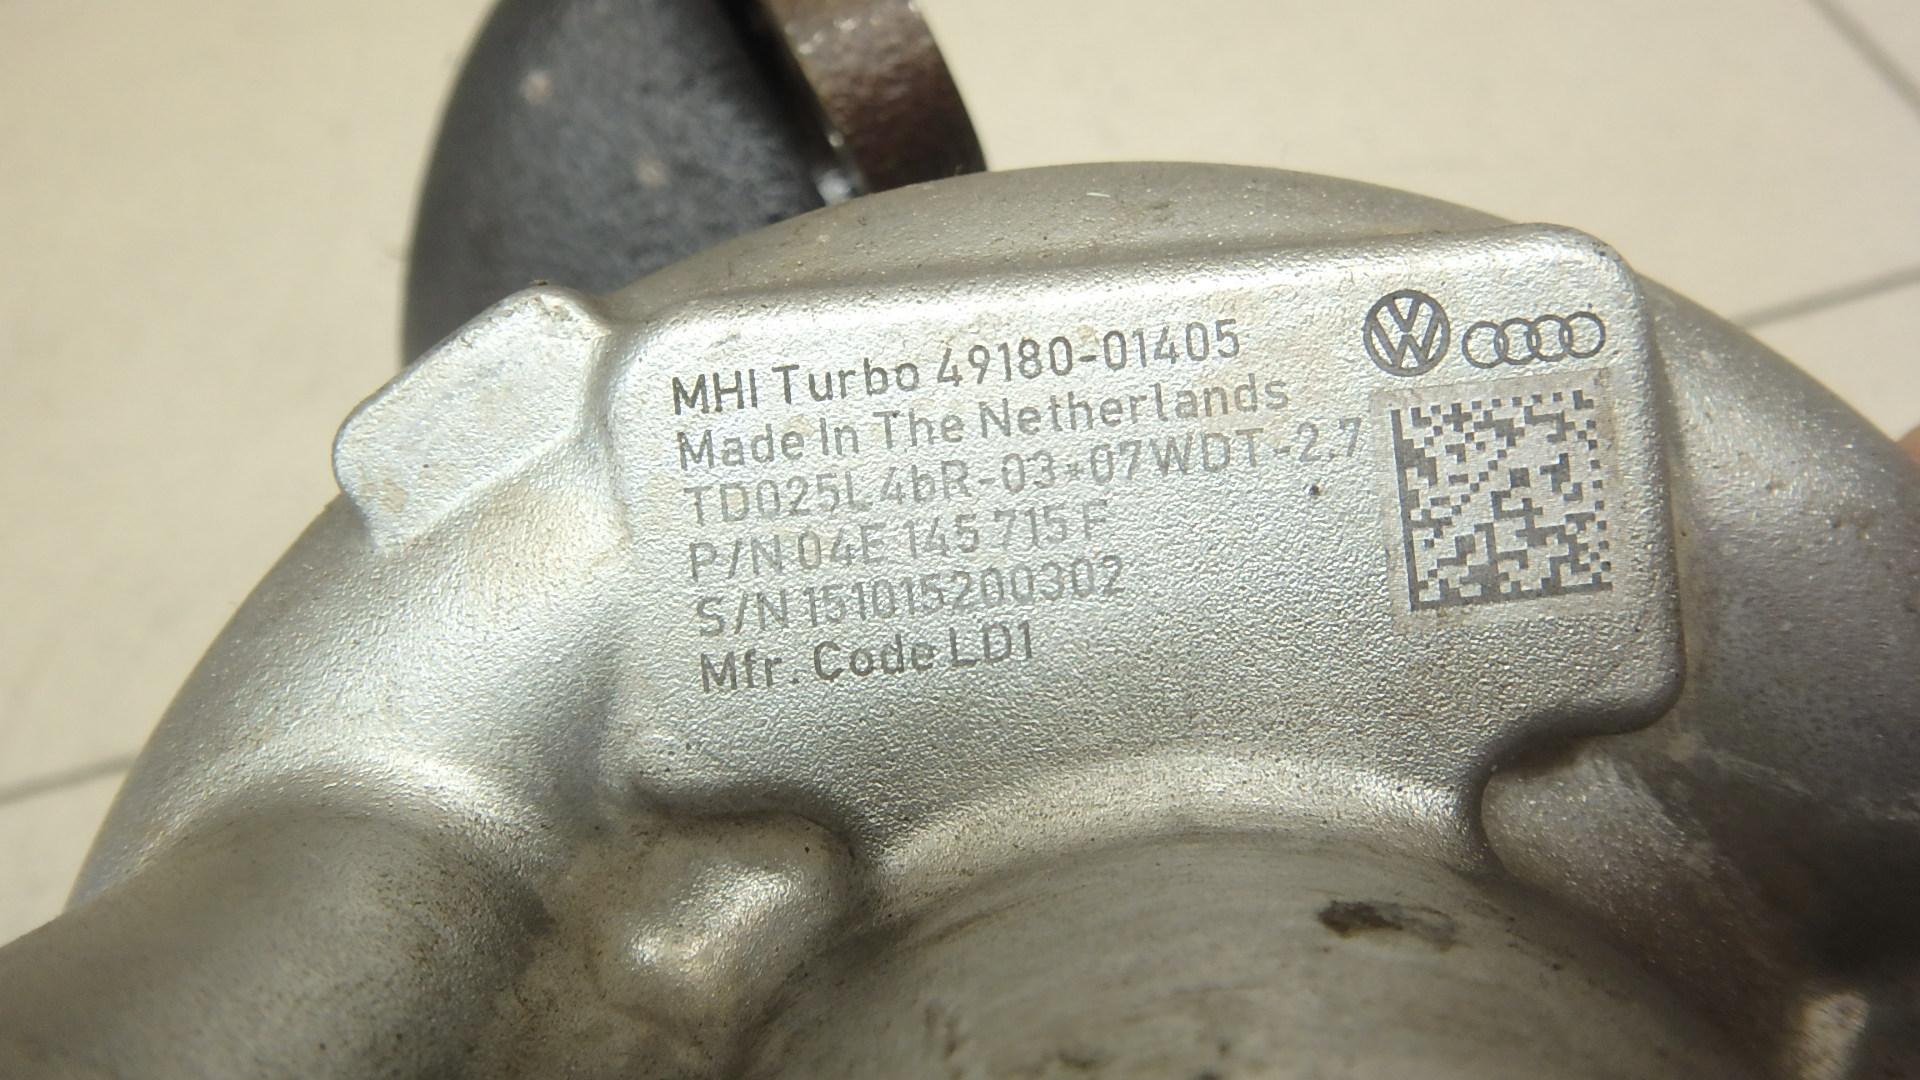 MHI Turbo 49180-01405
Made In The Netherlands
TD025L4bR-03*07WDT-2.7
P/N 04E 145 715 F
S/N 151015200302
Mfr. Code LD1